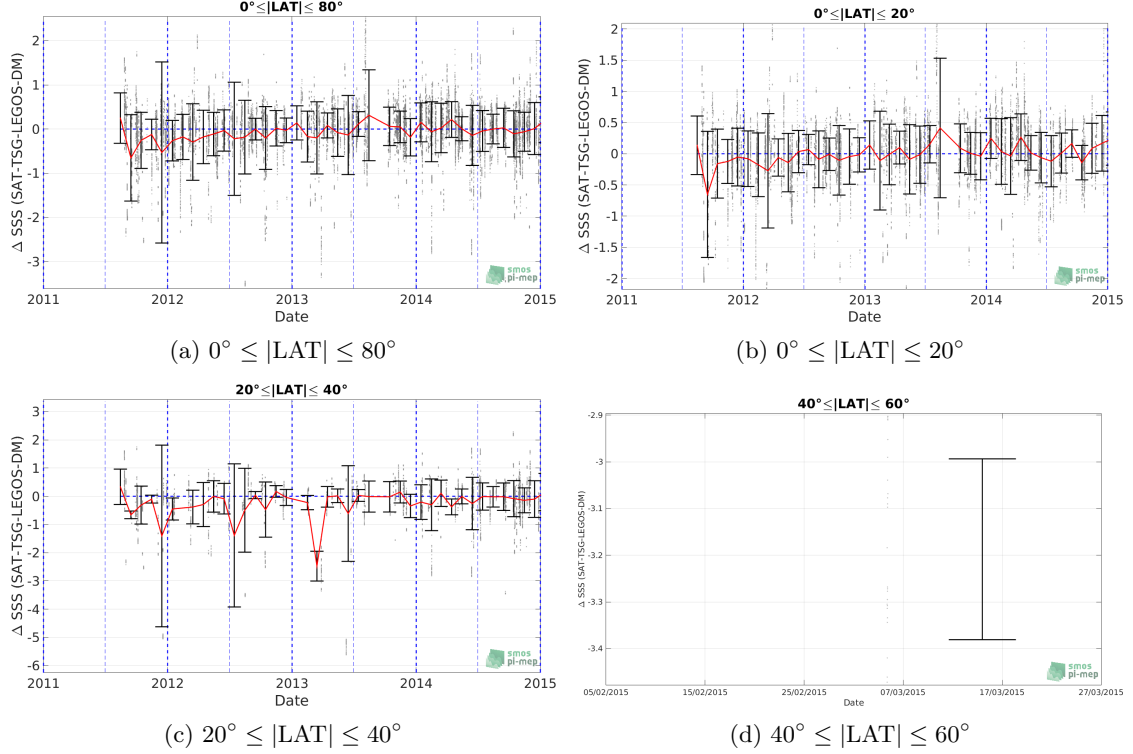 0°≤|LAT|≤ 80°
Δ SSS (SAT-TSG-LEGOS-DM)
2
1
0
-1
-2
-3
2011
2012
2013
2014
2015
Date
smos
pi-mep
(a) 0° ≤ |LAT| ≤ 80°
0°≤|LAT|≤ 20°
Δ SSS (SAT-TSG-LEGOS-DM)
2
1.5
1
0.5
0
-0.5
-1
-1.5
-2
2011
2012
2013
2014
2015
Date
smos
pi-mep
(b) 0° ≤ |LAT| ≤ 20°
20°≤|LAT|≤ 40°
Δ SSS (SAT-TSG-LEGOS-DM)
3
2
1
0
-1
-2
-3
-4
-5
-6
2011
2012
2013
2014
2015
Date
smos
pi-mep
(c) 20° ≤ |LAT| ≤ 40°
40°≤|LAT|≤ 60°
Δ SSS (SAT-TSG-LEGOS-DM)
-2.9
-3
-3.1
-3.2
-3.3
-3.4
05/02/2015
15/02/2015
25/02/2015
07/03/2015
17/03/2015
27/03/2015
Date
smos
pi-mep
(d) 40° ≤ |LAT| ≤ 60°